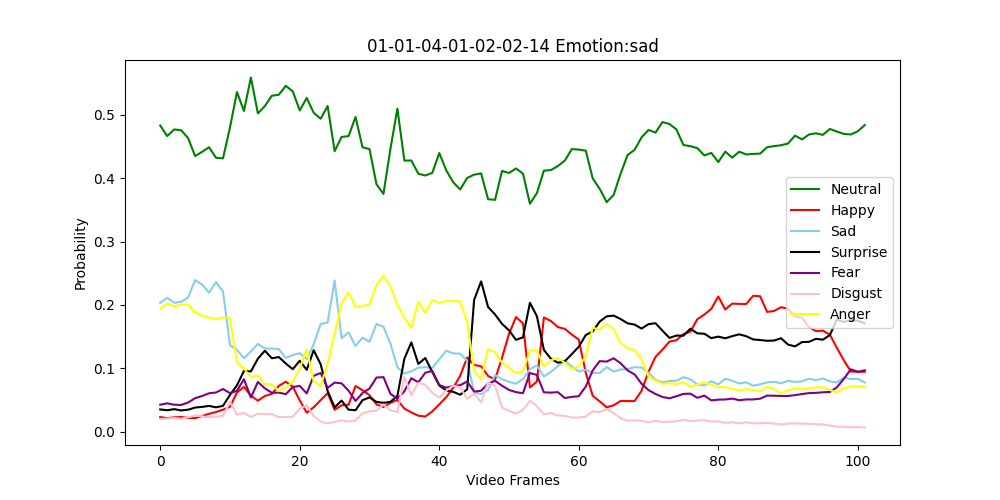 01-01-04-01-02-02-14 Emotion:sad
Probability
0.5
0.4
0.3
0.2
0.1
0.0
Neutral
Happy
Sad
Surprise
Fear
Disgust
Anger
0 20 40 60 80 100
Video Frames